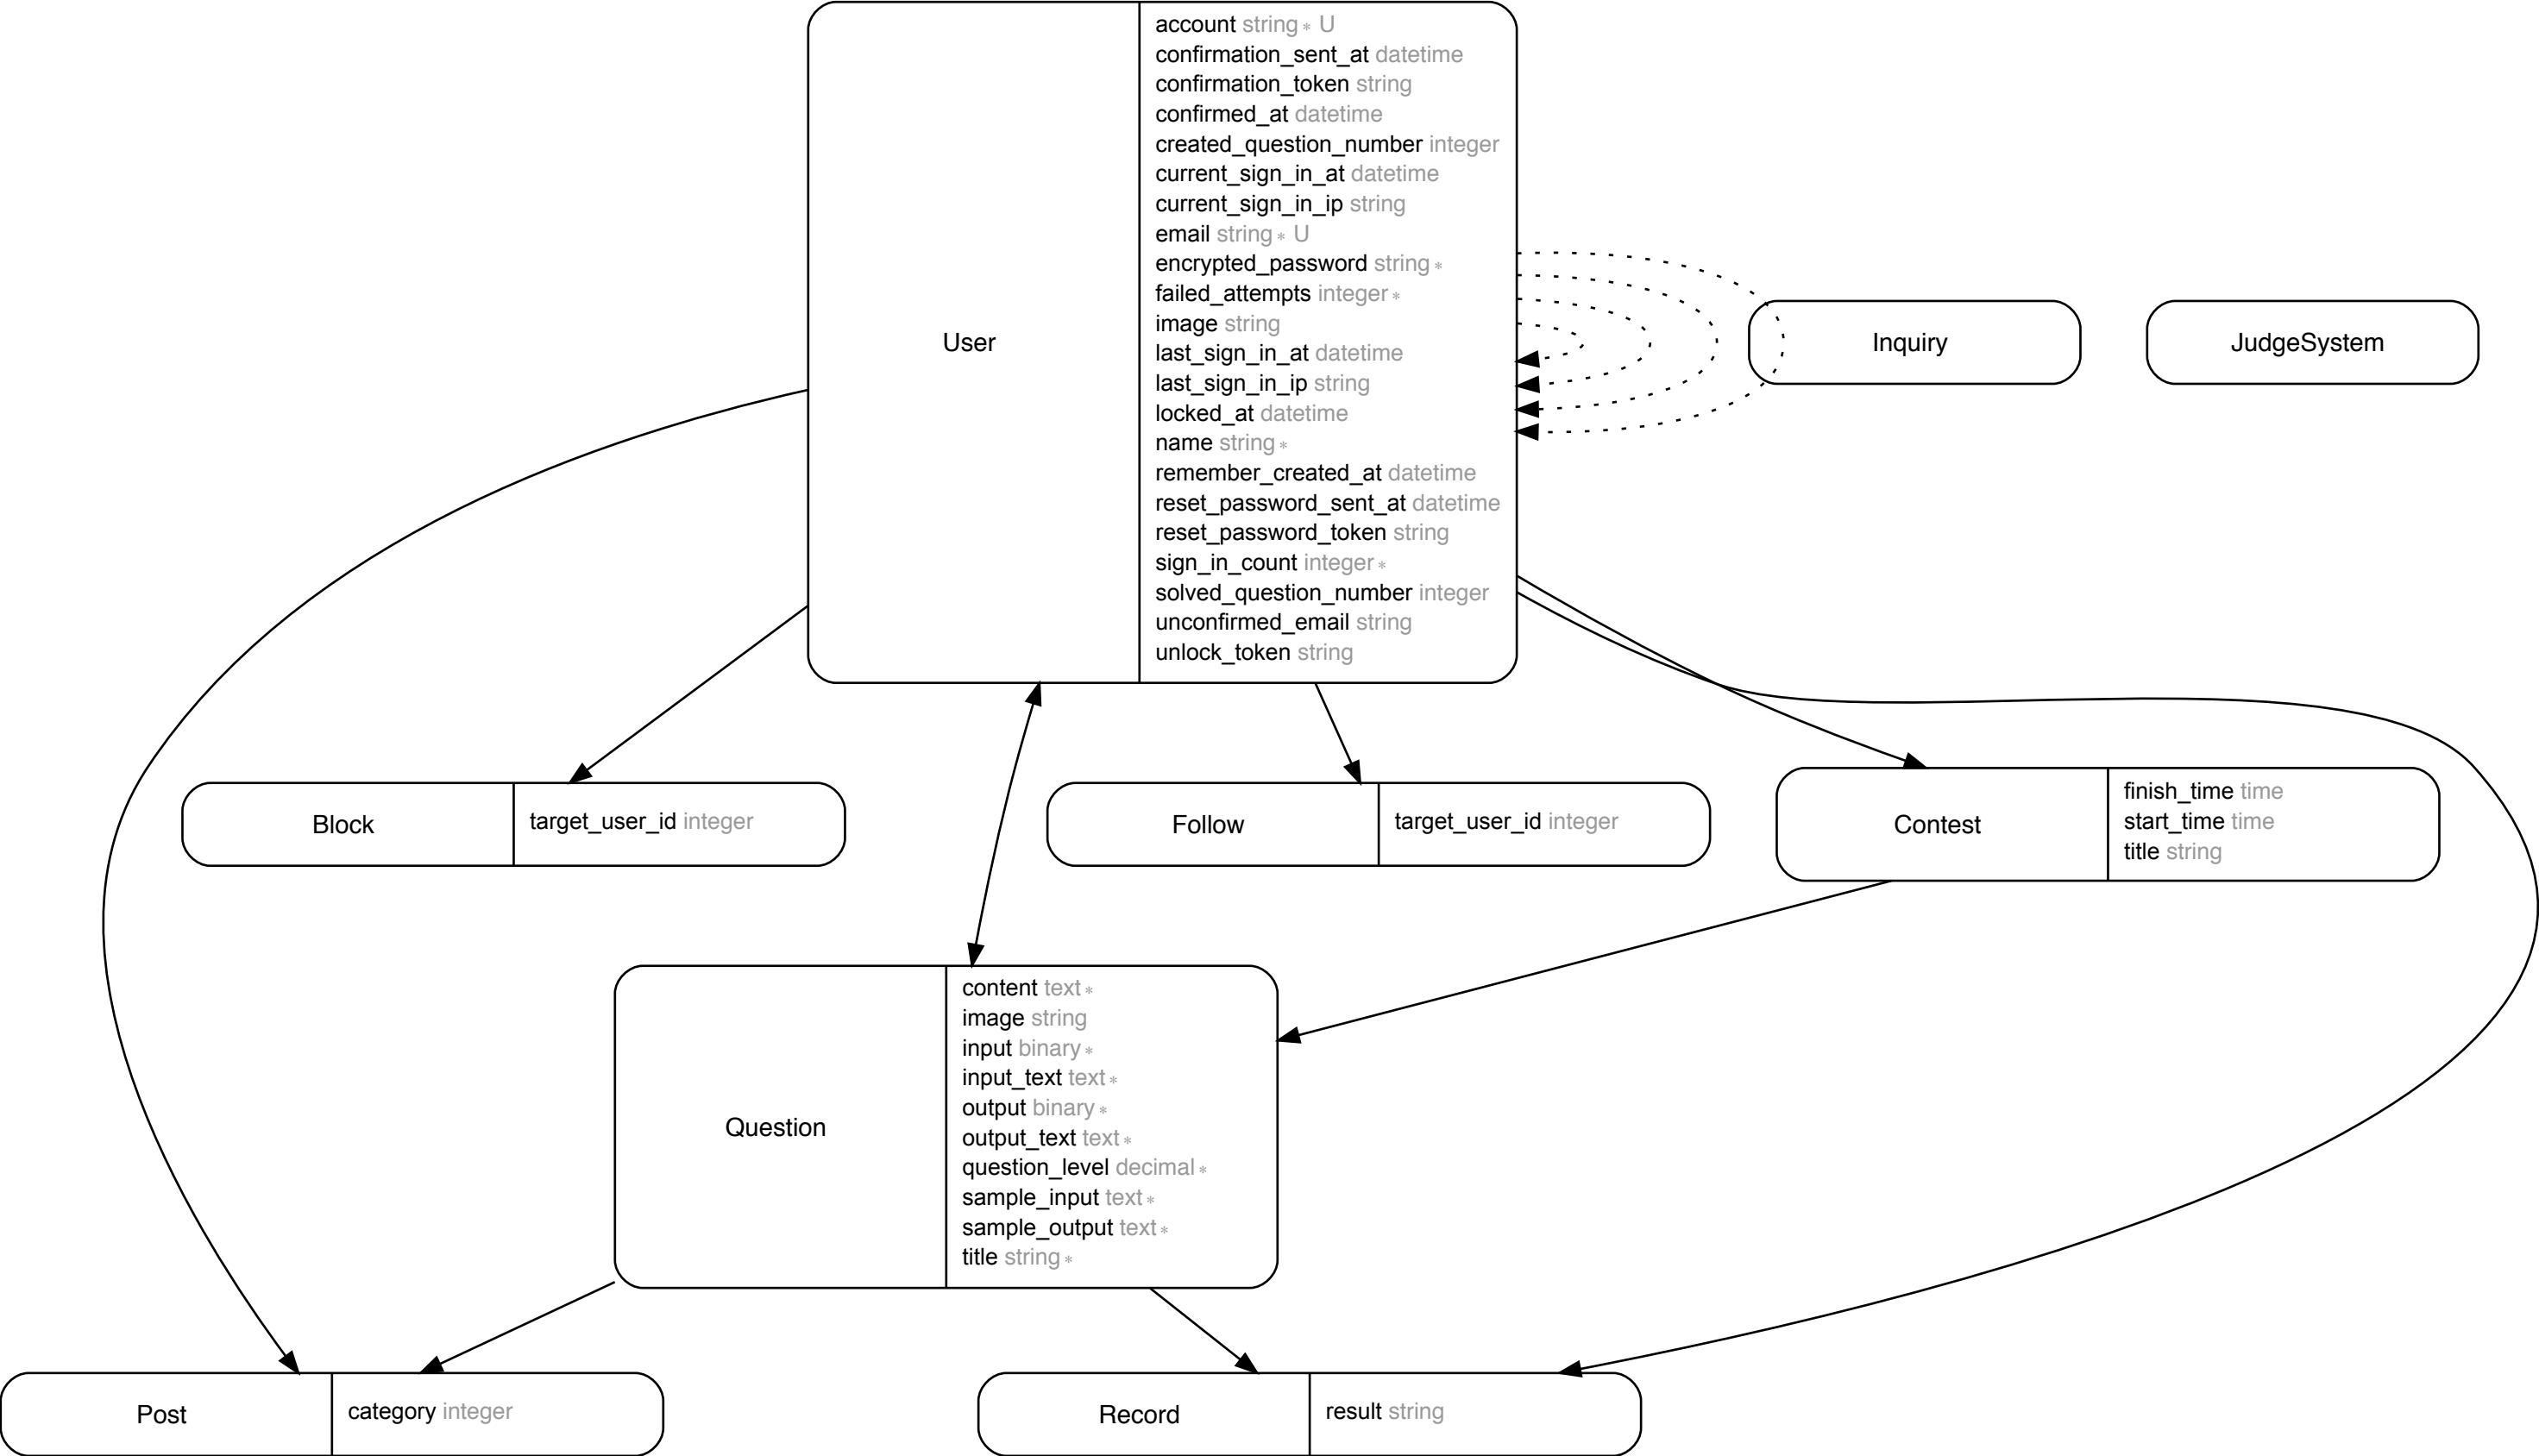 User
account string∗ U
confirmation_sent_at datetime
confirmation_token string
confirmed_at datetime
created_question_number integer
current_sign_in_at datetime
current_sign_in_ip string
email string∗ U
encrypted_password string∗
failed_attempts integer∗
image string
last_sign_in_at datetime
last_sign_in_ip string
locked_at datetime
name string∗
remember_created_at datetime
reset_password_sent_at datetime
reset_password_token string
sign_in_count integer∗
solved_question_number integer
unconfirmed_email string
unlock_token string
Inquiry
JudgeSystem
Block
target_user_id integer
Follow
target_user_id integer
Contest
finish_time time
start_time time
title string
Question
content text∗
image string
input binary∗
input_text text∗
output binary∗
output_text text∗
question_level decimal∗
sample_input text∗
sample_output text∗
title string∗
Post
category integer
Record
result string